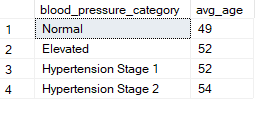 blood_pressure_category avg_age
1 Normal 49
2 Elevated 52
3 Hypertension Stage 1 52
4 Hypertension Stage 2 54